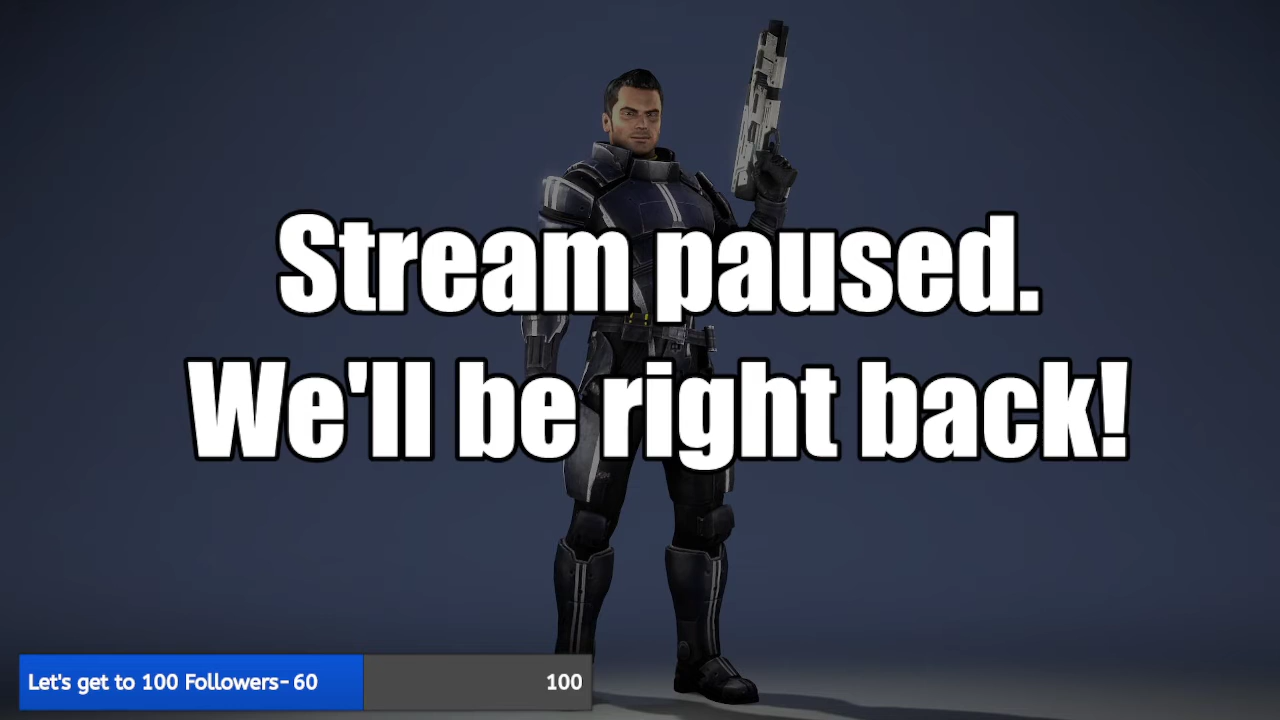 Stream paused.
We'll be right back!
Let's get to 100 Followers- 60 100